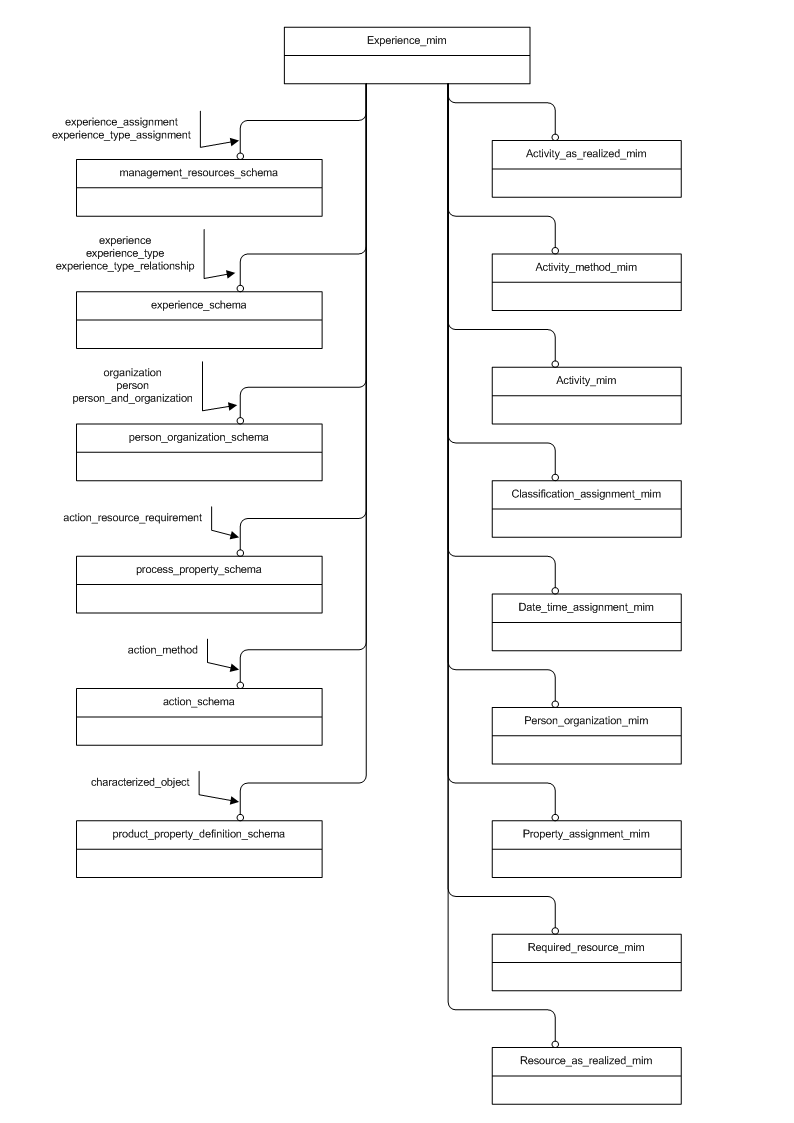 Experience_mim
experience_assignment
experience_type_assignment
management_resources_schema
experience
experience_type
experience_type_relationship
experience_schema
organization
person
person_and_organization
person_organization_schema
action_resource_requirement
process_property_schema
action_method
action_schema
characterized_object
product_property_definition_schema
Activity_as_realized_mim
Activity_method_mim
Activity_mim
Classification_assignment_mim
Date_time_assignment_mim
Person_organization_mim
Property_assignment_mim
Required_resource_mim
Resource_as_realized_mim